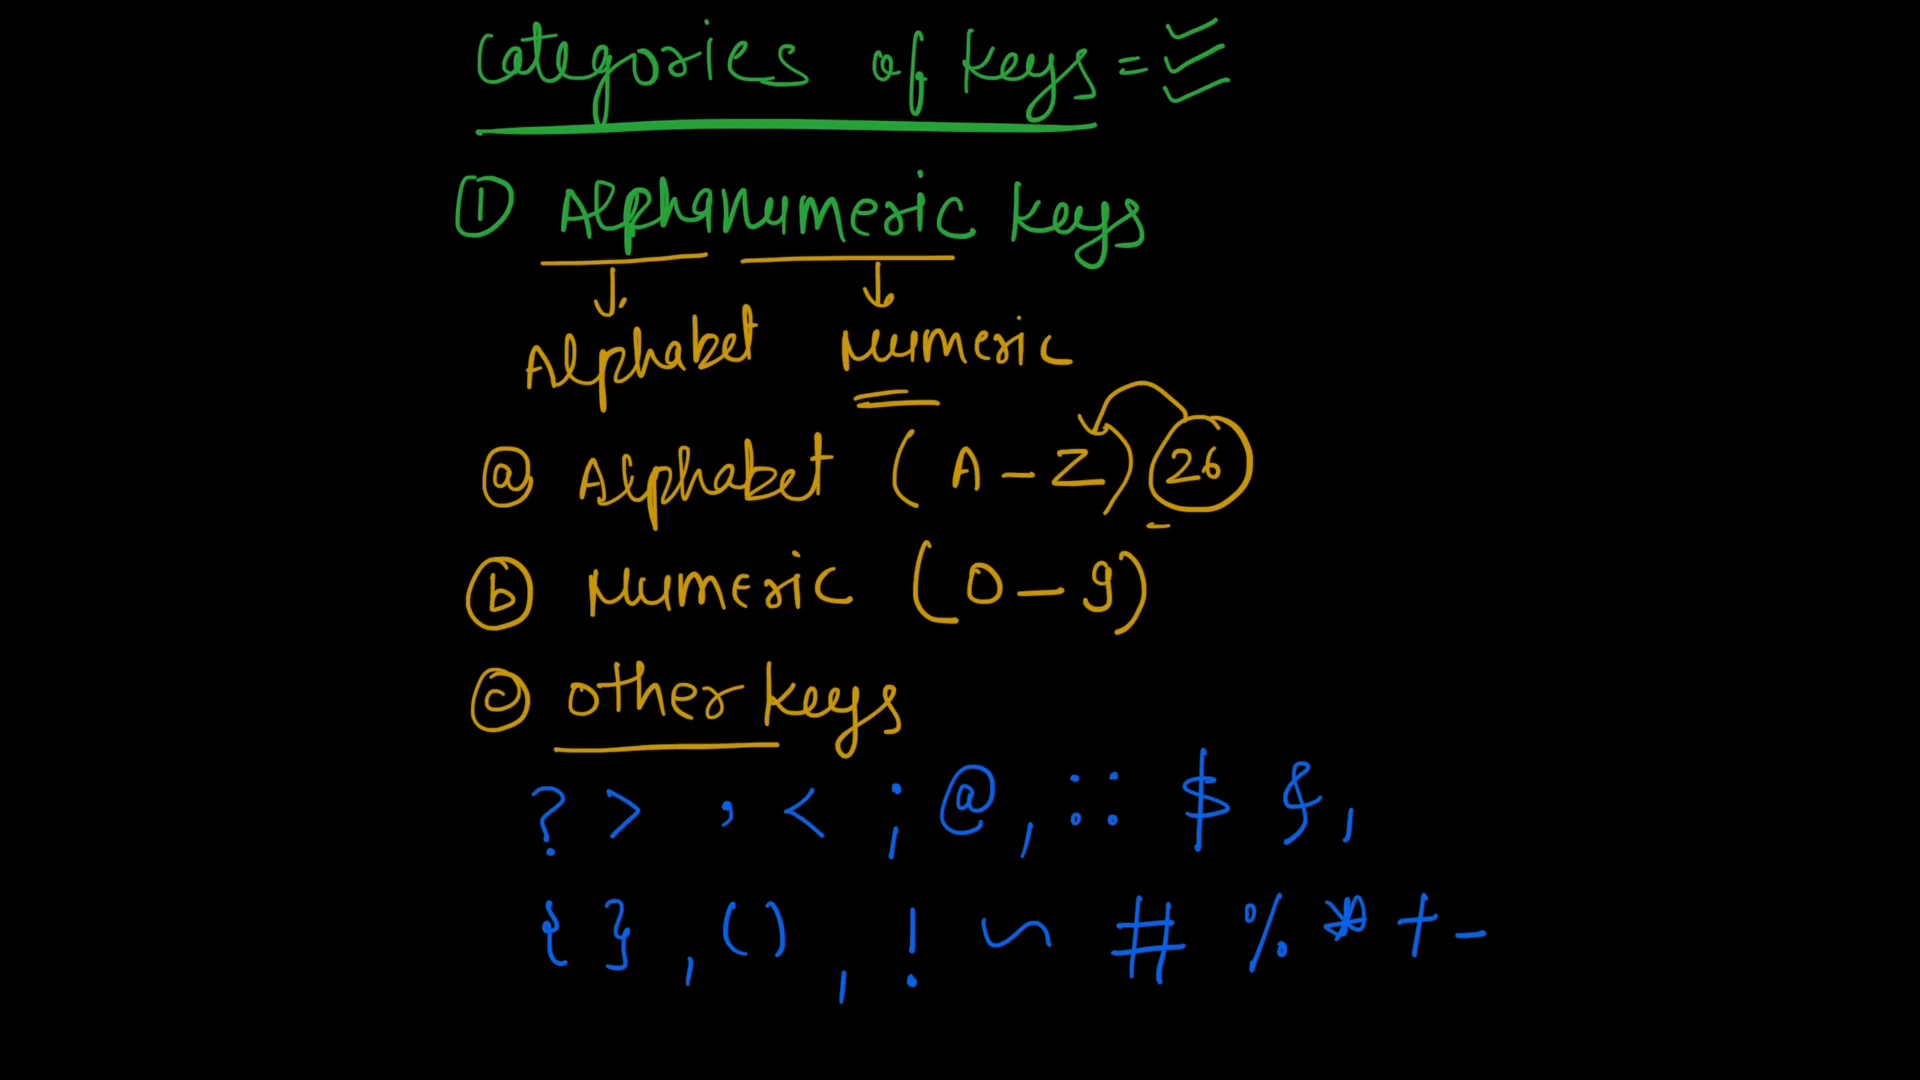 Categories of Keys =
① Alphanumeric Keys
Alphabet Numeric
ⓐ Alphabet (A - Z) 26
ⓑ Numeric (0 - 9)
ⓒ other Keys
? > , < ; @ , : : $ & ,
{ } , ( ) , ! ~ # % * + -